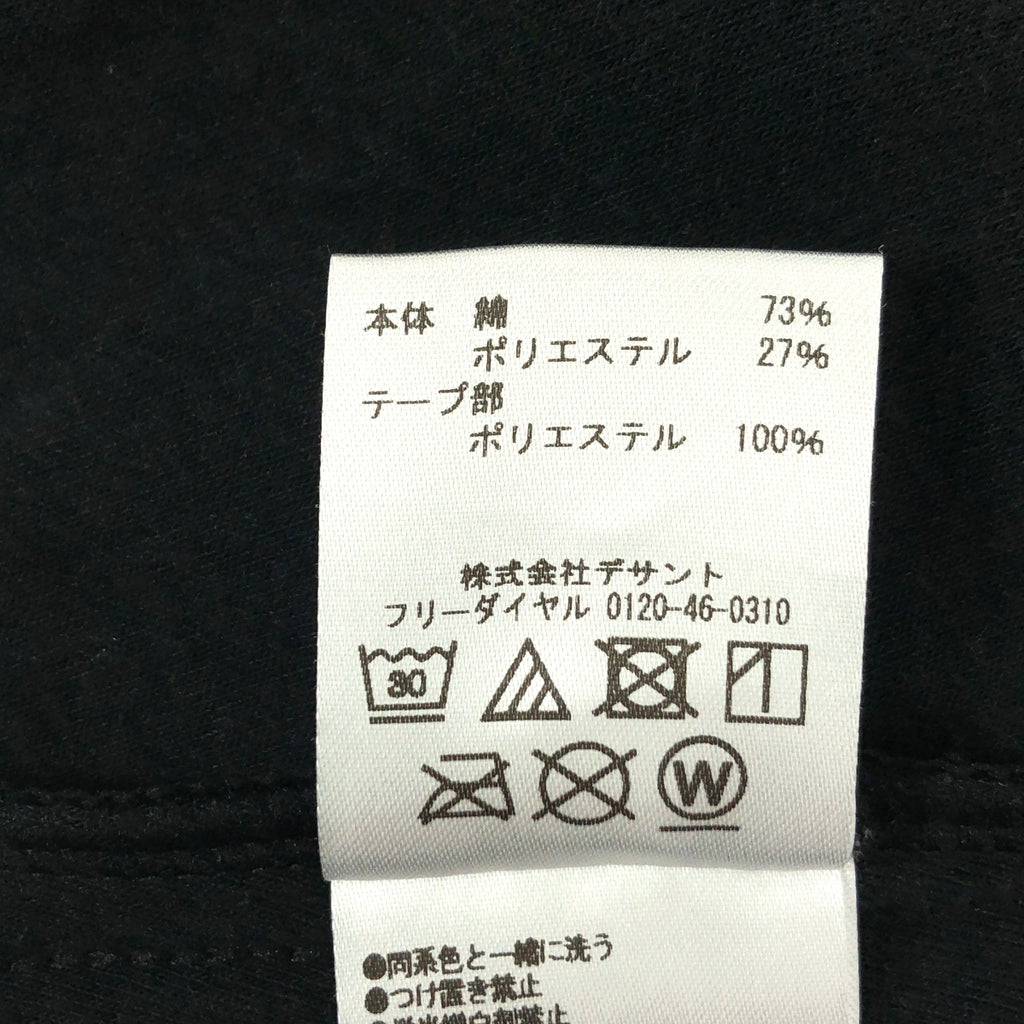 本体 綿 73%
ポリエステル 27%
テープ部
ポリエステル 100%
株式会社デサント
フリーダイヤル 0120-46-0310
30
W
●同系色と一緒に洗う
●つけ置き禁止